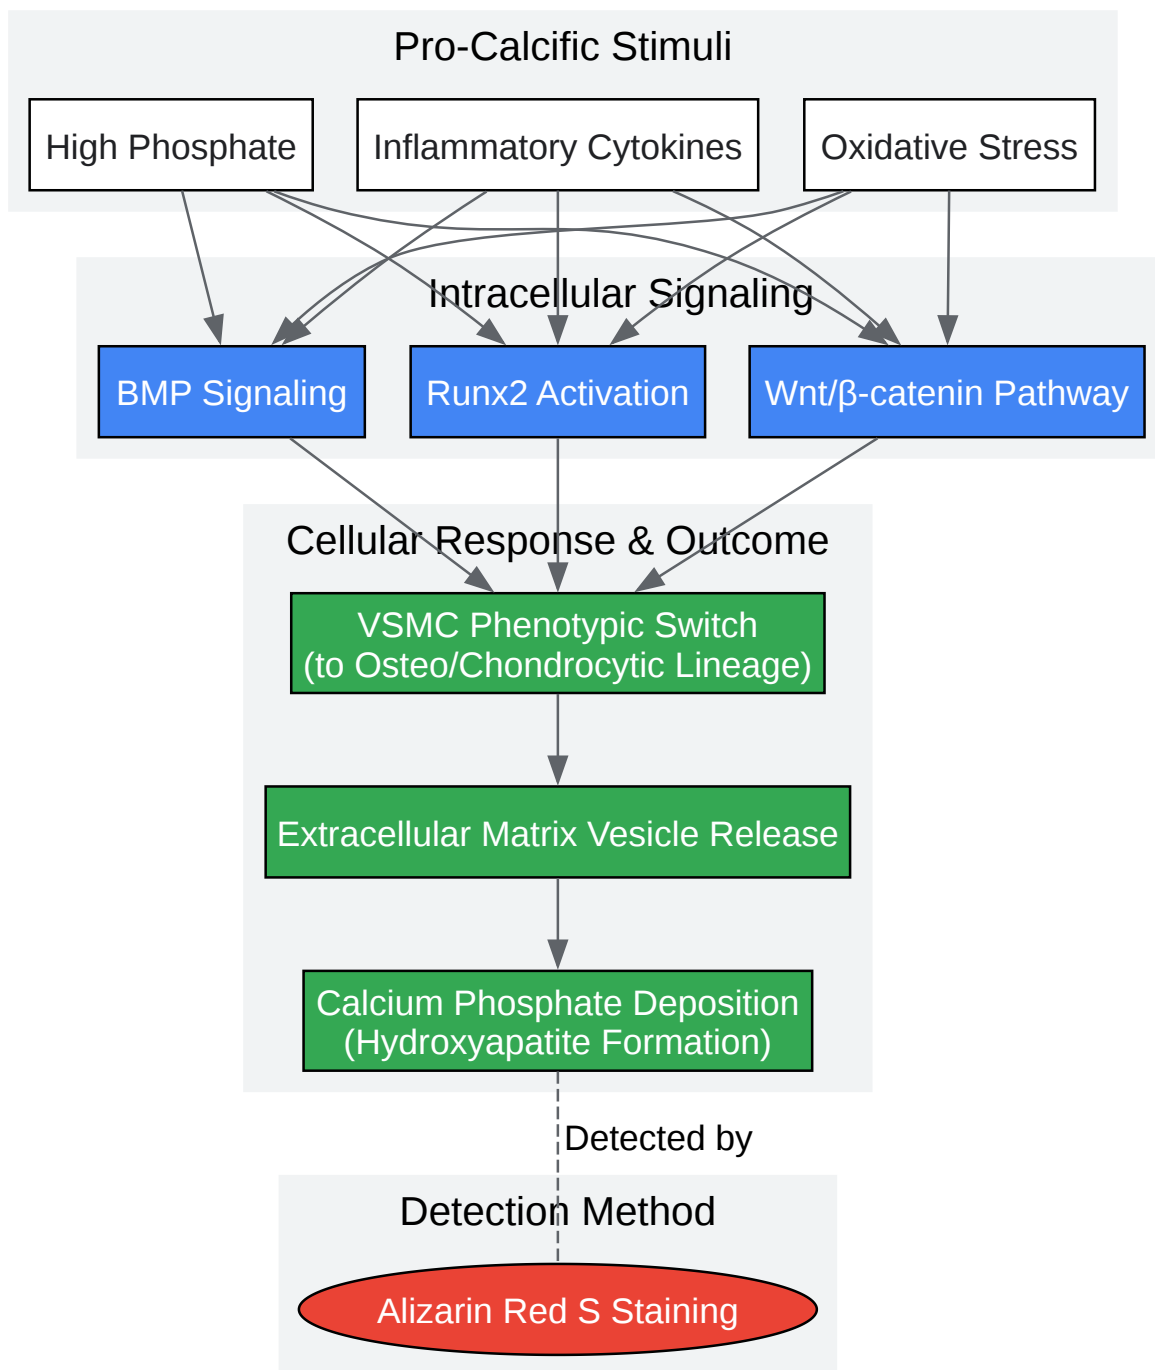 Pro-Calcific Stimuli
High Phosphate
Inflammatory Cytokines
Oxidative Stress
Intracellular Signaling
BMP Signaling
Runx2 Activation
Wnt/β-catenin Pathway
Cellular Response & Outcome
VSMC Phenotypic Switch
(to Osteo/Chondrocytic Lineage)
Extracellular Matrix Vesicle Release
Calcium Phosphate Deposition
(Hydroxyapatite Formation)
Detected by
Detection Method
Alizarin Red S Staining